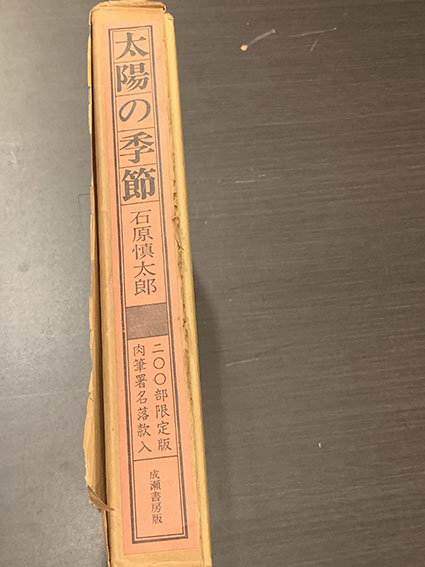 太陽の季節
石原慎太郎
二〇〇部限定版
肉筆署名落款入
成瀬書房版